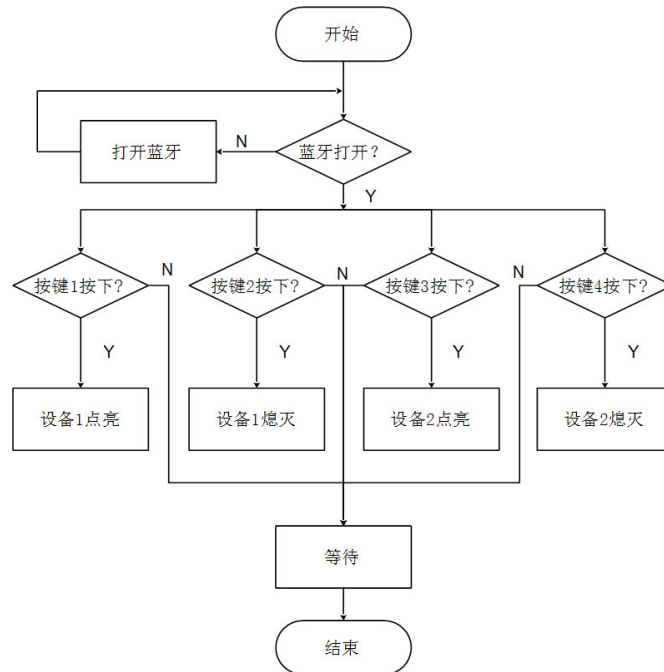 开始
打开蓝牙
N
蓝牙打开？
Y
按键1按下?
N
按键2按下?
N
按键3按下?
N
按键4按下?
Y
Y
Y
Y
设备1点亮
设备1熄灭
设备2点亮
设备2熄灭
等待
结束